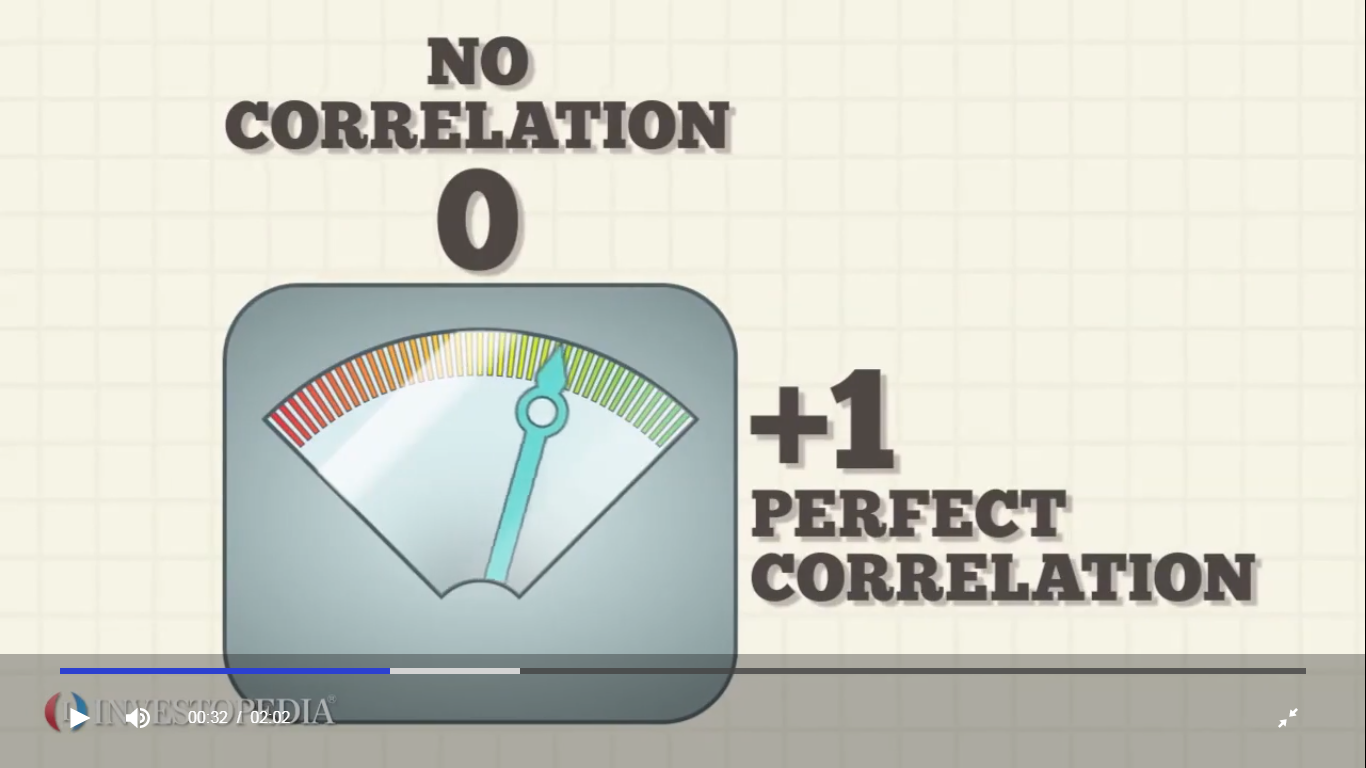 NO
CORRELATION
0
+1
PERFECT
CORRELATION
INVESTOPEDIA®
00:32 / 02:02